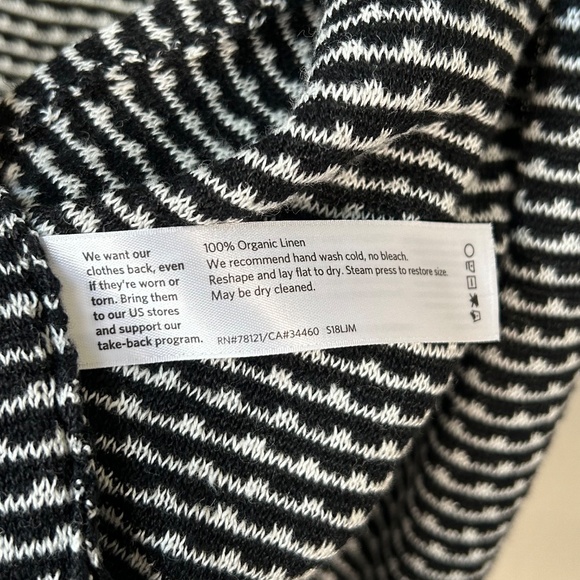 We want our
clothes back, even
if they're worn or
torn. Bring them
to our US stores
and support our
take-back program.
100% Organic Linen
We recommend hand wash cold, no bleach.
Reshape and lay flat to dry. Steam press to restore size.
May be dry cleaned.
RN#78121/CA#34460 S18LJM